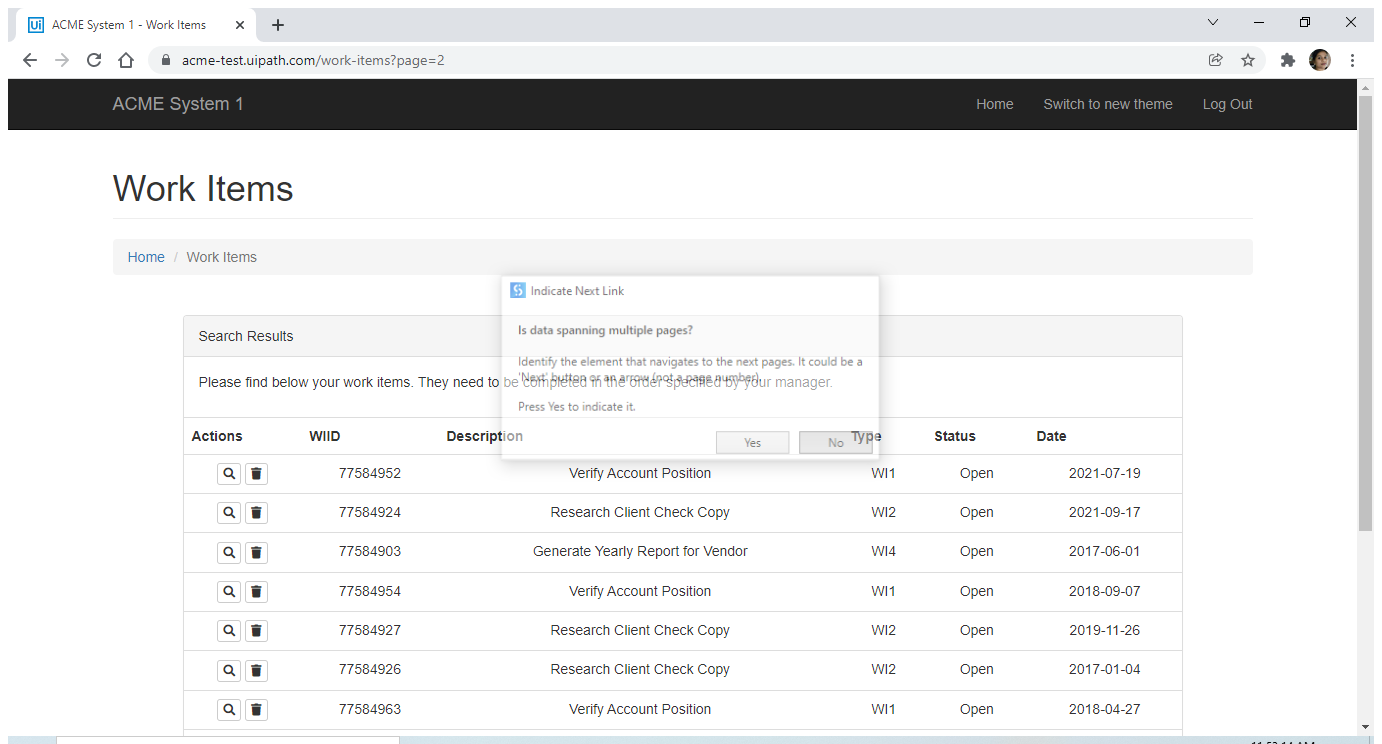 ACME System 1 - Work Items
acme-test.uipath.com/work-items?page=2
ACME System 1 Home Switch to new theme Log Out
Work Items
Home / Work Items
Indicate Next Link
Is data spanning multiple pages?
Identify the element that navigates to the next pages. It could be a
'Next' button or an arrow (not a page number).
Press Yes to indicate it.
Yes No
Search Results
Please find below your work items. They need to be completed in the order specified by your manager.
Actions WIID Description Type Status Date
77584952 Verify Account Position WI1 Open 2021-07-19
77584924 Research Client Check Copy WI2 Open 2021-09-17
77584903 Generate Yearly Report for Vendor WI4 Open 2017-06-01
77584954 Verify Account Position WI1 Open 2018-09-07
77584927 Research Client Check Copy WI2 Open 2019-11-26
77584926 Research Client Check Copy WI2 Open 2017-01-04
77584963 Verify Account Position WI1 Open 2018-04-27